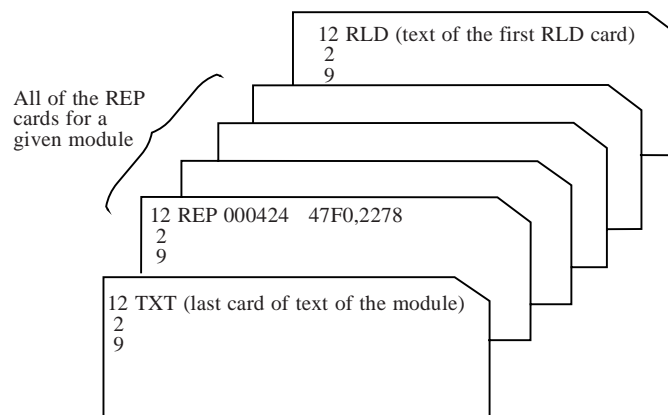 12 RLD (text of the first RLD card)
2
9
All of the REP
cards for a
given module
12 REP 000424 47F0,2278
2
9
12 TXT (last card of text of the module)
2
9